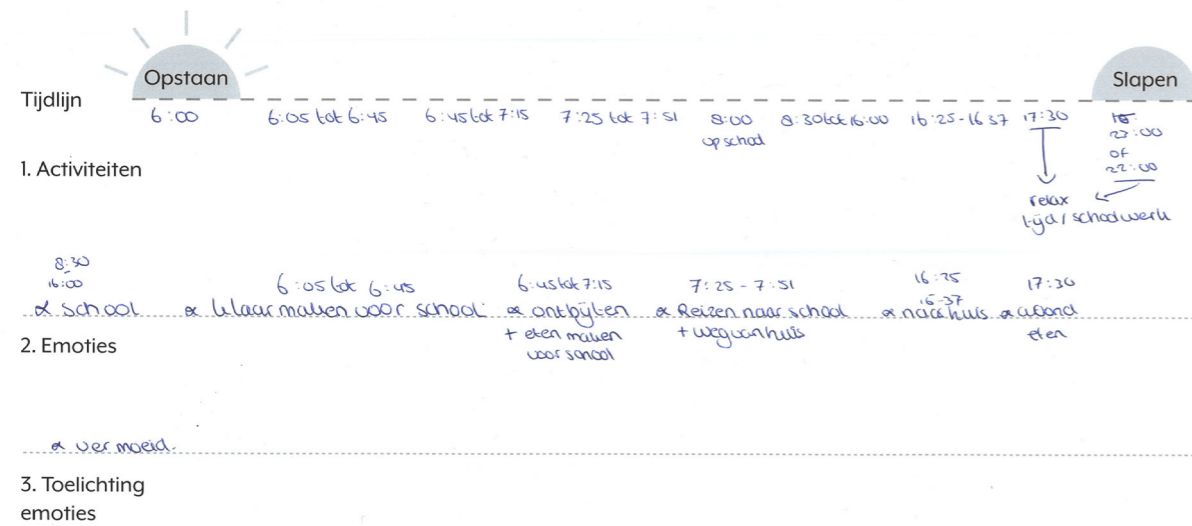 Opstaan
Slapen
Tijdlijn
6:00 6:05 tot 6:45 6:45 tot 7:15 7:25 tot 7:51 8:00 8:30 tot 16:00 16:25-16 37 17:30
op school
22:00
of
22:00
1. Activiteiten
relax
tijd / schoolwerk
8:30
-
16:00
6:05 tot 6:45 6:45 tot 7:15 7:25 - 7:51 16:25 17:30
16-37
school klaar maken voor school ontbijten Reizen naar school naar huis avond
+ eten maken + weg van huis eten
voor school
2. Emoties
vermoeid.
3. Toelichting
emoties